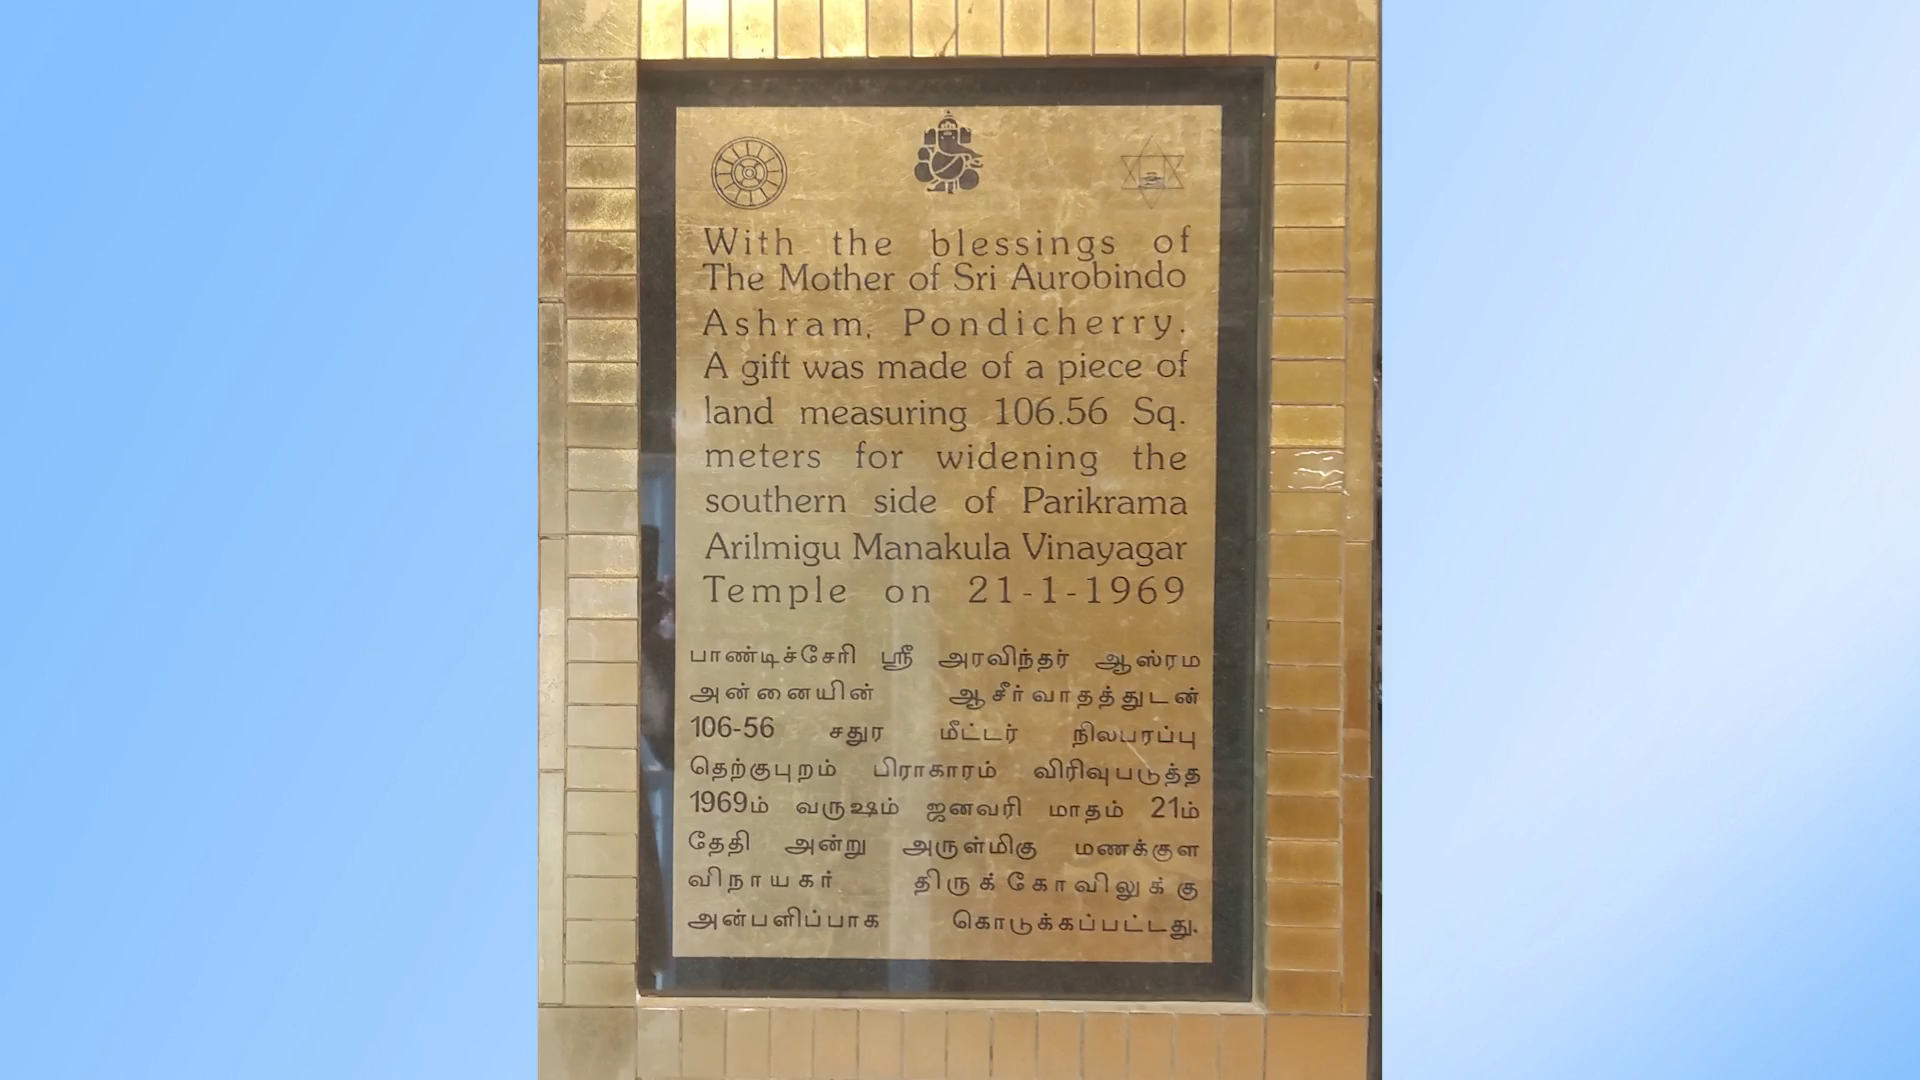 With the blessings of
The Mother of Sri Aurobindo
Ashram, Pondicherry.
A gift was made of a piece of
land measuring 106.56 Sq.
meters for widening the
southern side of Parikrama
Arilmigu Manakula Vinayagar
Temple on 21-1-1969
பாண்டிச்சேரி ஸ்ரீ அரவிந்தர் ஆஸ்ரம
அன்னையின் ஆசீர்வாதத்துடன்
106-56 சதுர மீட்டர் நிலபரப்பு
தெற்குபுறம் பிராகாரம் விரிவுபடுத்த
1969ம் வருஷம் ஜனவரி மாதம் 21ம்
தேதி அன்று அருள்மிகு மணக்குள
விநாயகர் திருக்கோவிலுக்கு
அன்பளிப்பாக கொடுக்கப்பட்டது.